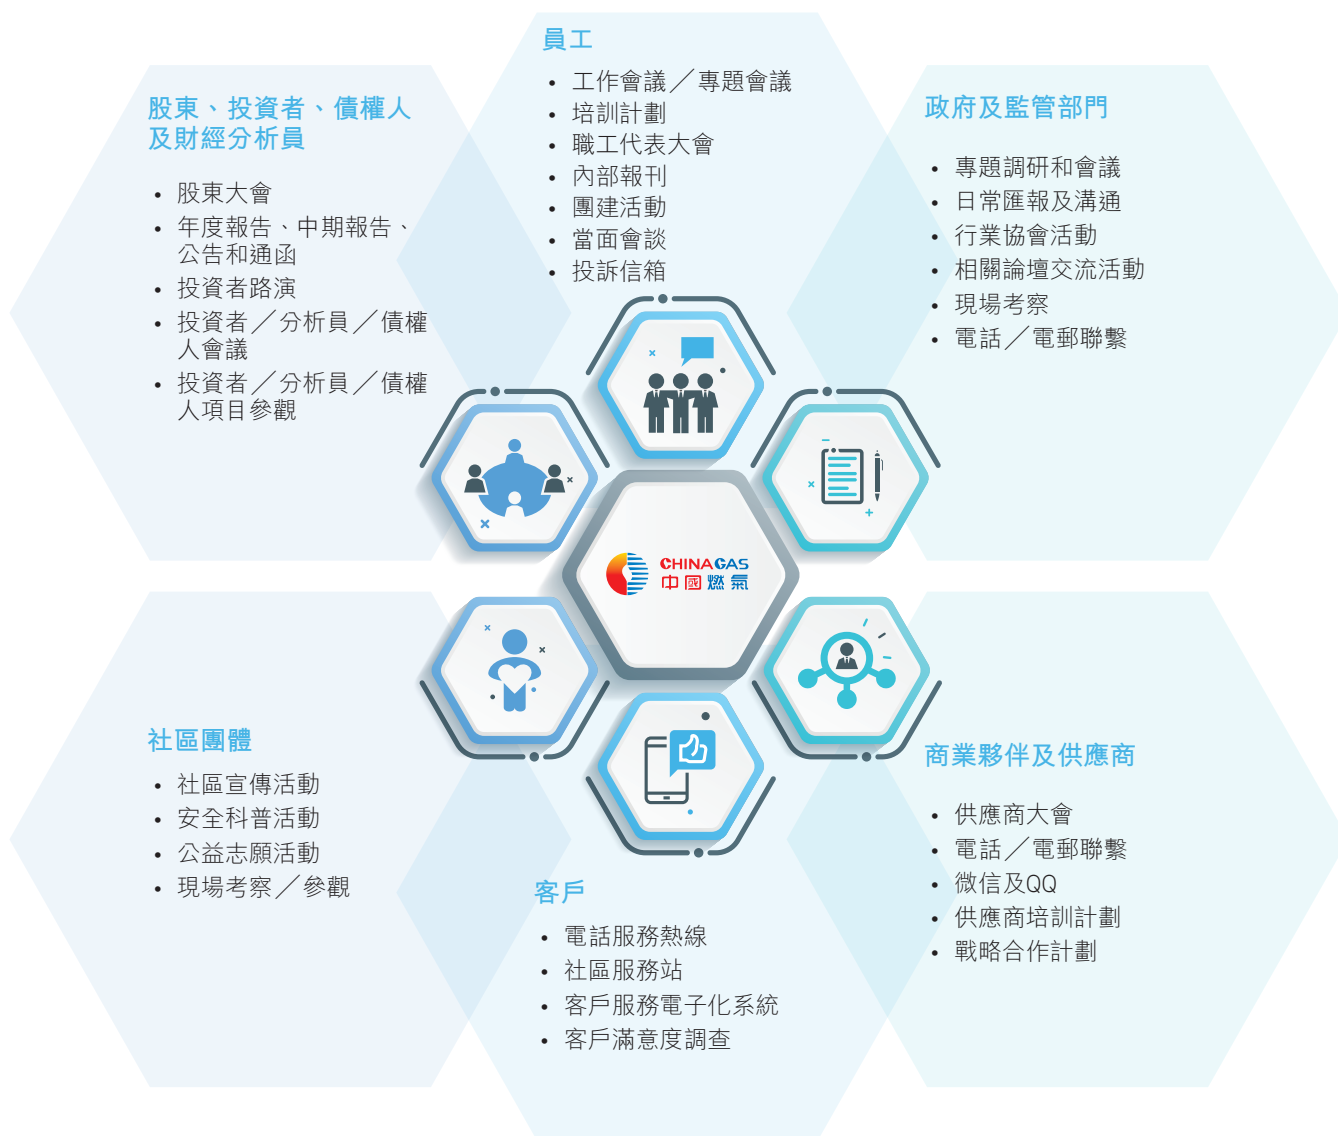 員工
• 工作會議／專題會議
• 培訓計劃
• 職工代表大會
• 內部報刊
• 團建活動
• 當面會談
• 投訴信箱
股東、投資者、債權人
及財經分析員
• 股東大會
• 年度報告、中期報告、
公告和通函
• 投資者路演
• 投資者／分析員／債權
人會議
• 投資者／分析員／債權
人項目參觀
政府及監管部門
• 專題調研和會議
• 日常匯報及溝通
• 行業協會活動
• 相關論壇交流活動
• 現場考察
• 電話／電郵聯繫
CHINAGAS
中國燃氣
社區團體
• 社區宣傳活動
• 安全科普活動
• 公益志願活動
• 現場考察／參觀
客戶
• 電話服務熱線
• 社區服務站
• 客戶服務電子化系統
• 客戶滿意度調查
商業夥伴及供應商
• 供應商大會
• 電話／電郵聯繫
• 微信及QQ
• 供應商培訓計劃
• 戰略合作計劃